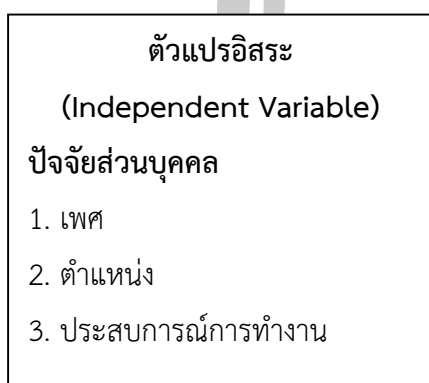 ตัวแปรอิสระ
(Independent Variable)
ปัจจัยส่วนบุคคล
1. เพศ
2. ตำแหน่ง
3. ประสบการณ์การทำงาน